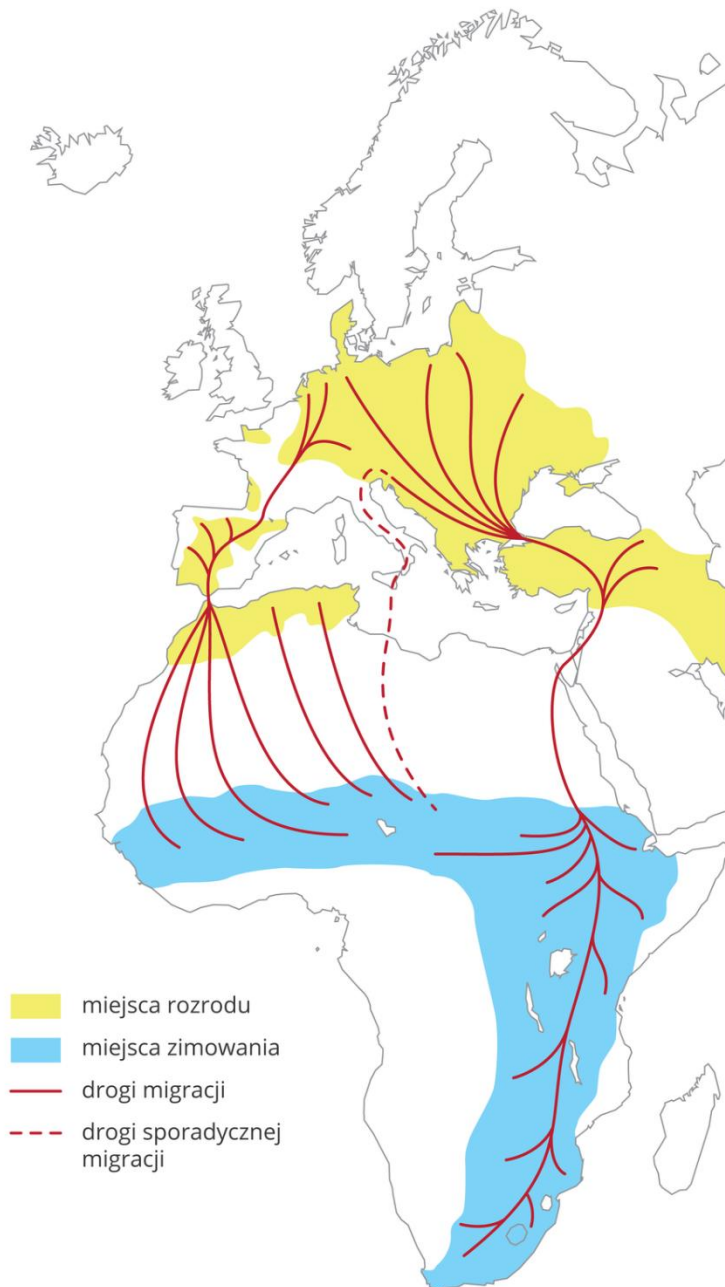 miejsca rozrodu
miejsca zimowania
drogi migracji
drogi sporadycznej
migracji